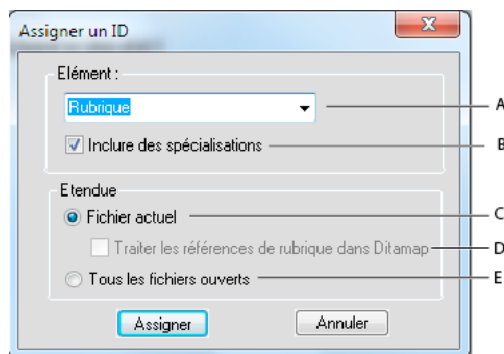 Assigner un ID
Elément :
Rubrique
A
Inclure des spécialisations
B
Etendue
Fichier actuel
C
Traiter les références de rubrique dans Ditamap
D
Tous les fichiers ouverts
E
Assigner
Annuler